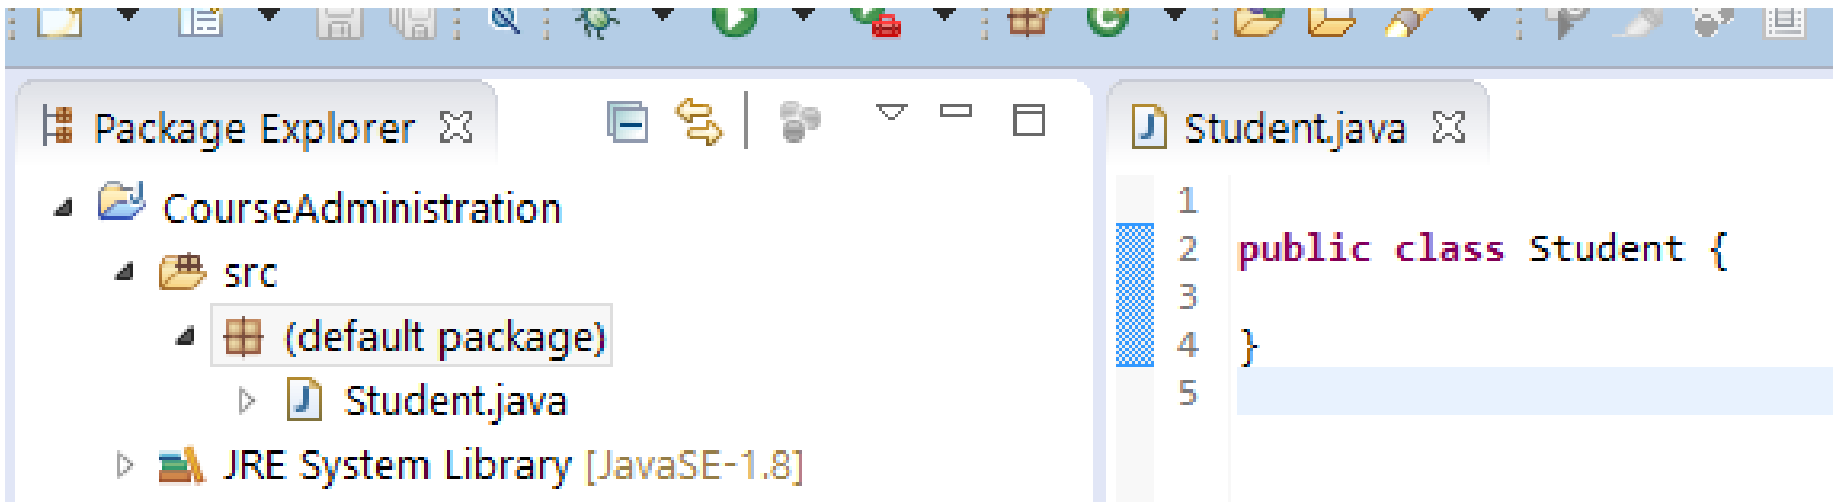 Package Explorer
CourseAdministration
src
(default package)
Student.java
JRE System Library [JavaSE-1.8]
Student.java
1
2 public class Student {
3
4 }
5